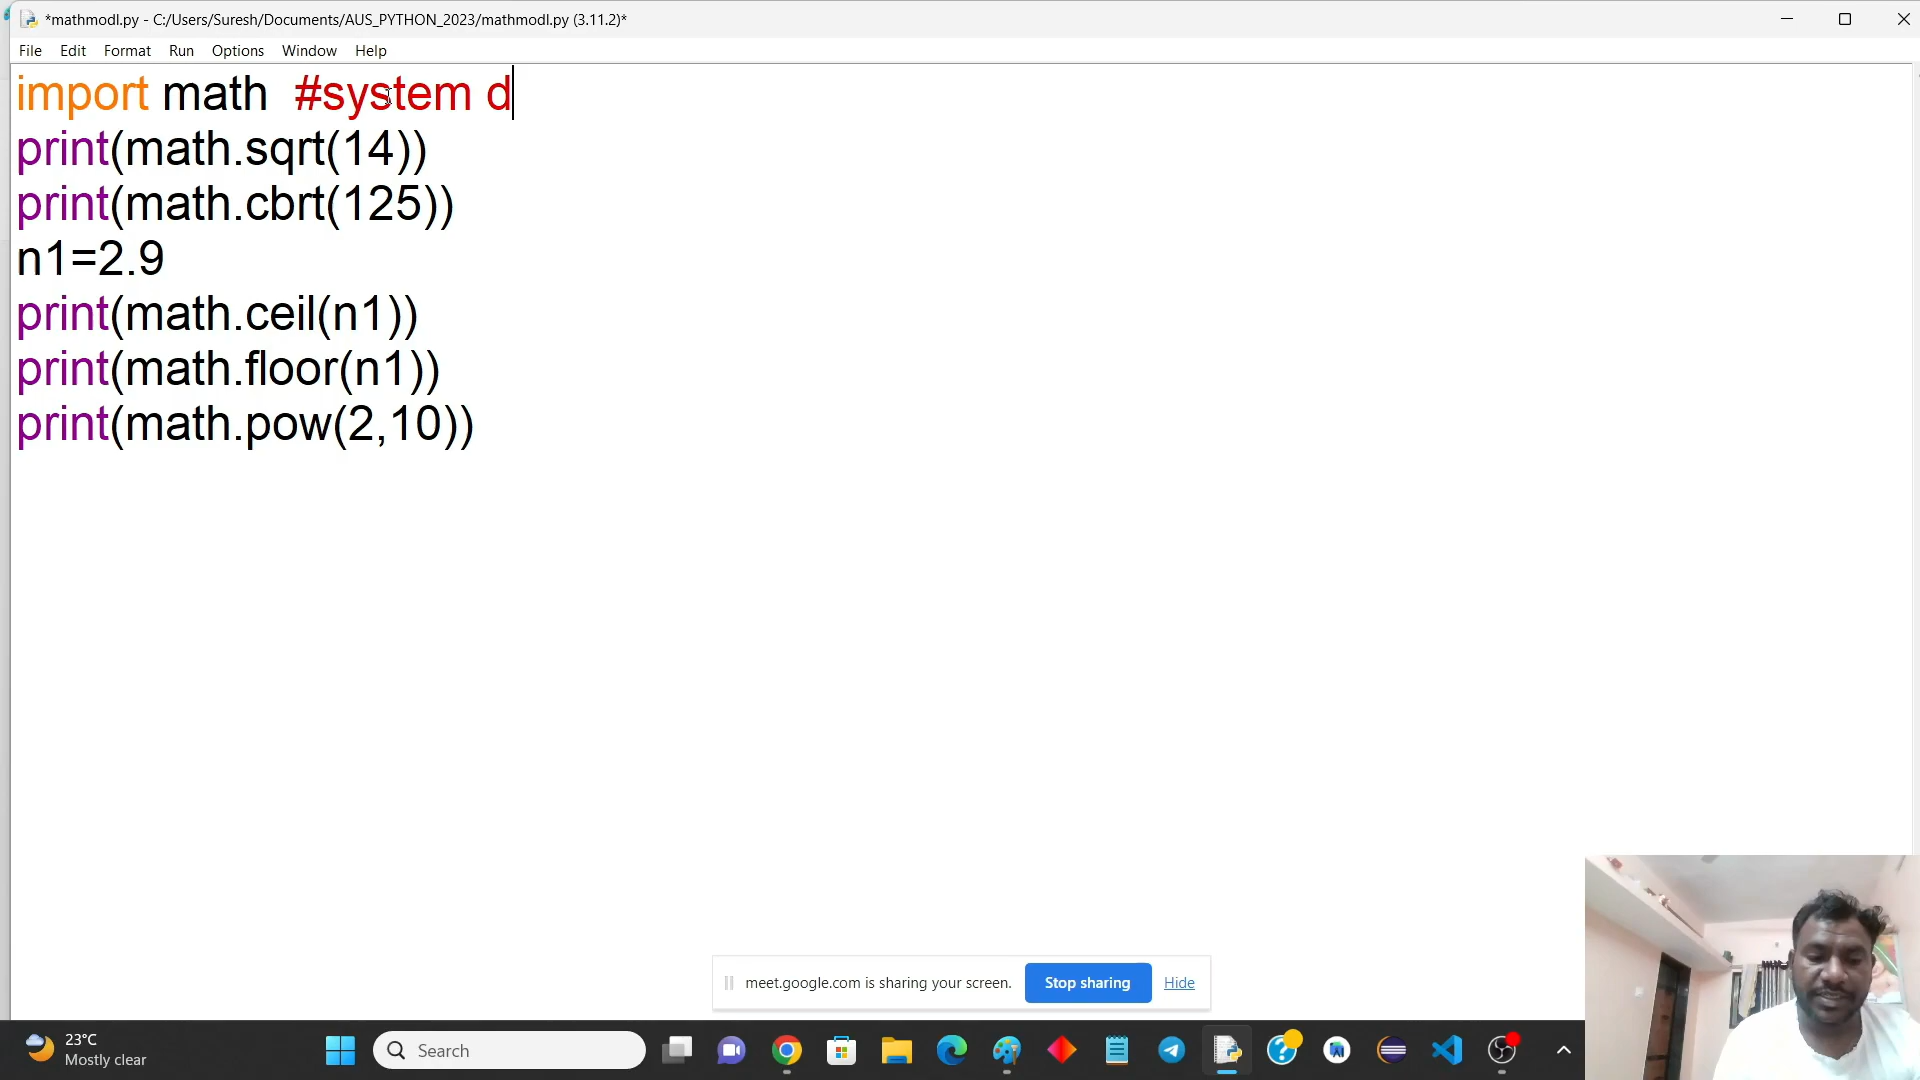 *mathmodl.py - C:/Users/Suresh/Documents/AUS_PYTHON_2023/mathmodl.py (3.11.2)*
File Edit Format Run Options Window Help
import math  #system d
print(math.sqrt(14))
print(math.cbrt(125))
n1=2.9
print(math.ceil(n1))
print(math.floor(n1))
print(math.pow(2,10))
meet.google.com is sharing your screen. Stop sharing Hide
23°C
Mostly clear
Search